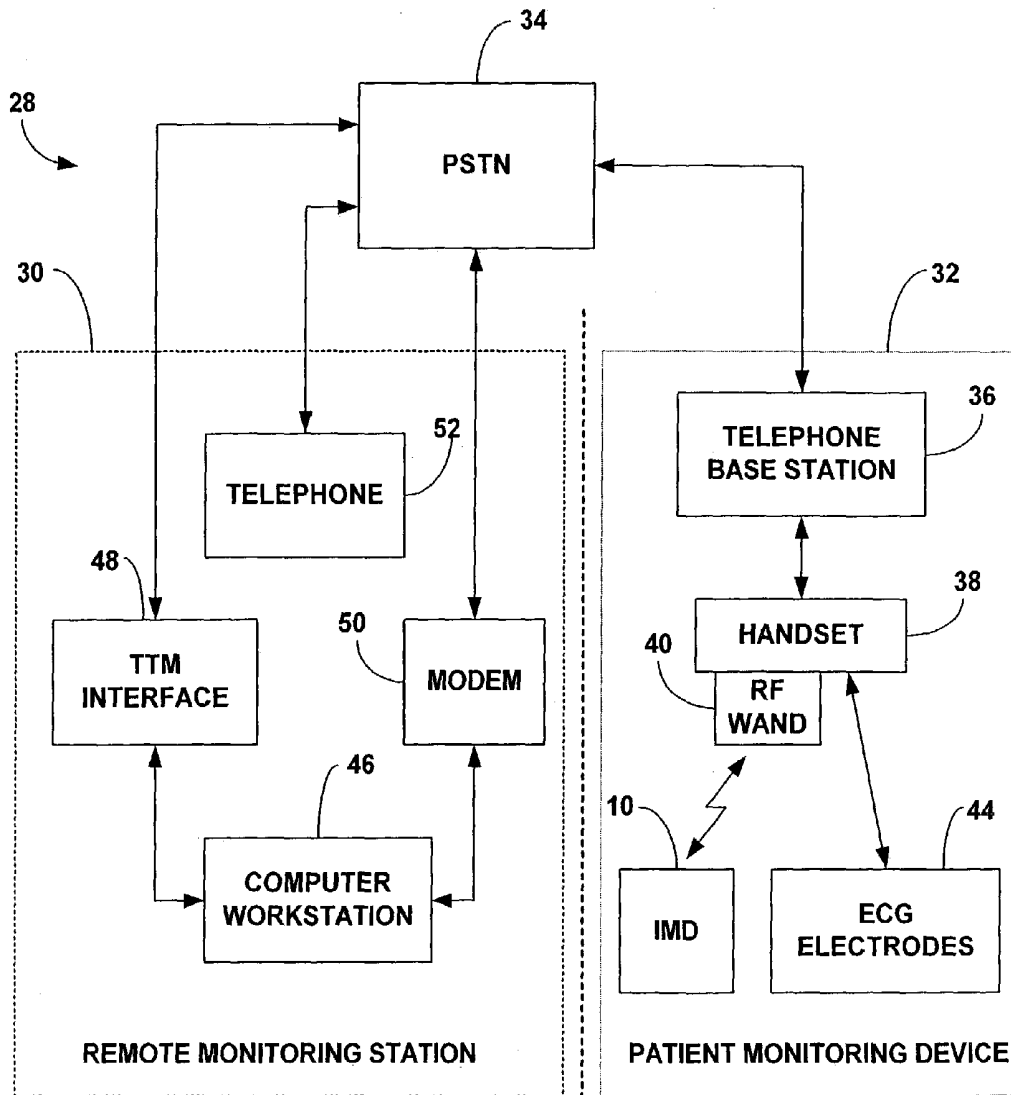 34
28
PSTN
30
32
36
TELEPHONE
BASE STATION
52
TELEPHONE
48
38
50
HANDSET
40
TTM
INTERFACE
MODEM
RF
WAND
46
10
44
COMPUTER
WORKSTATION
IMD
ECG
ELECTRODES
REMOTE MONITORING STATION
PATIENT MONITORING DEVICE